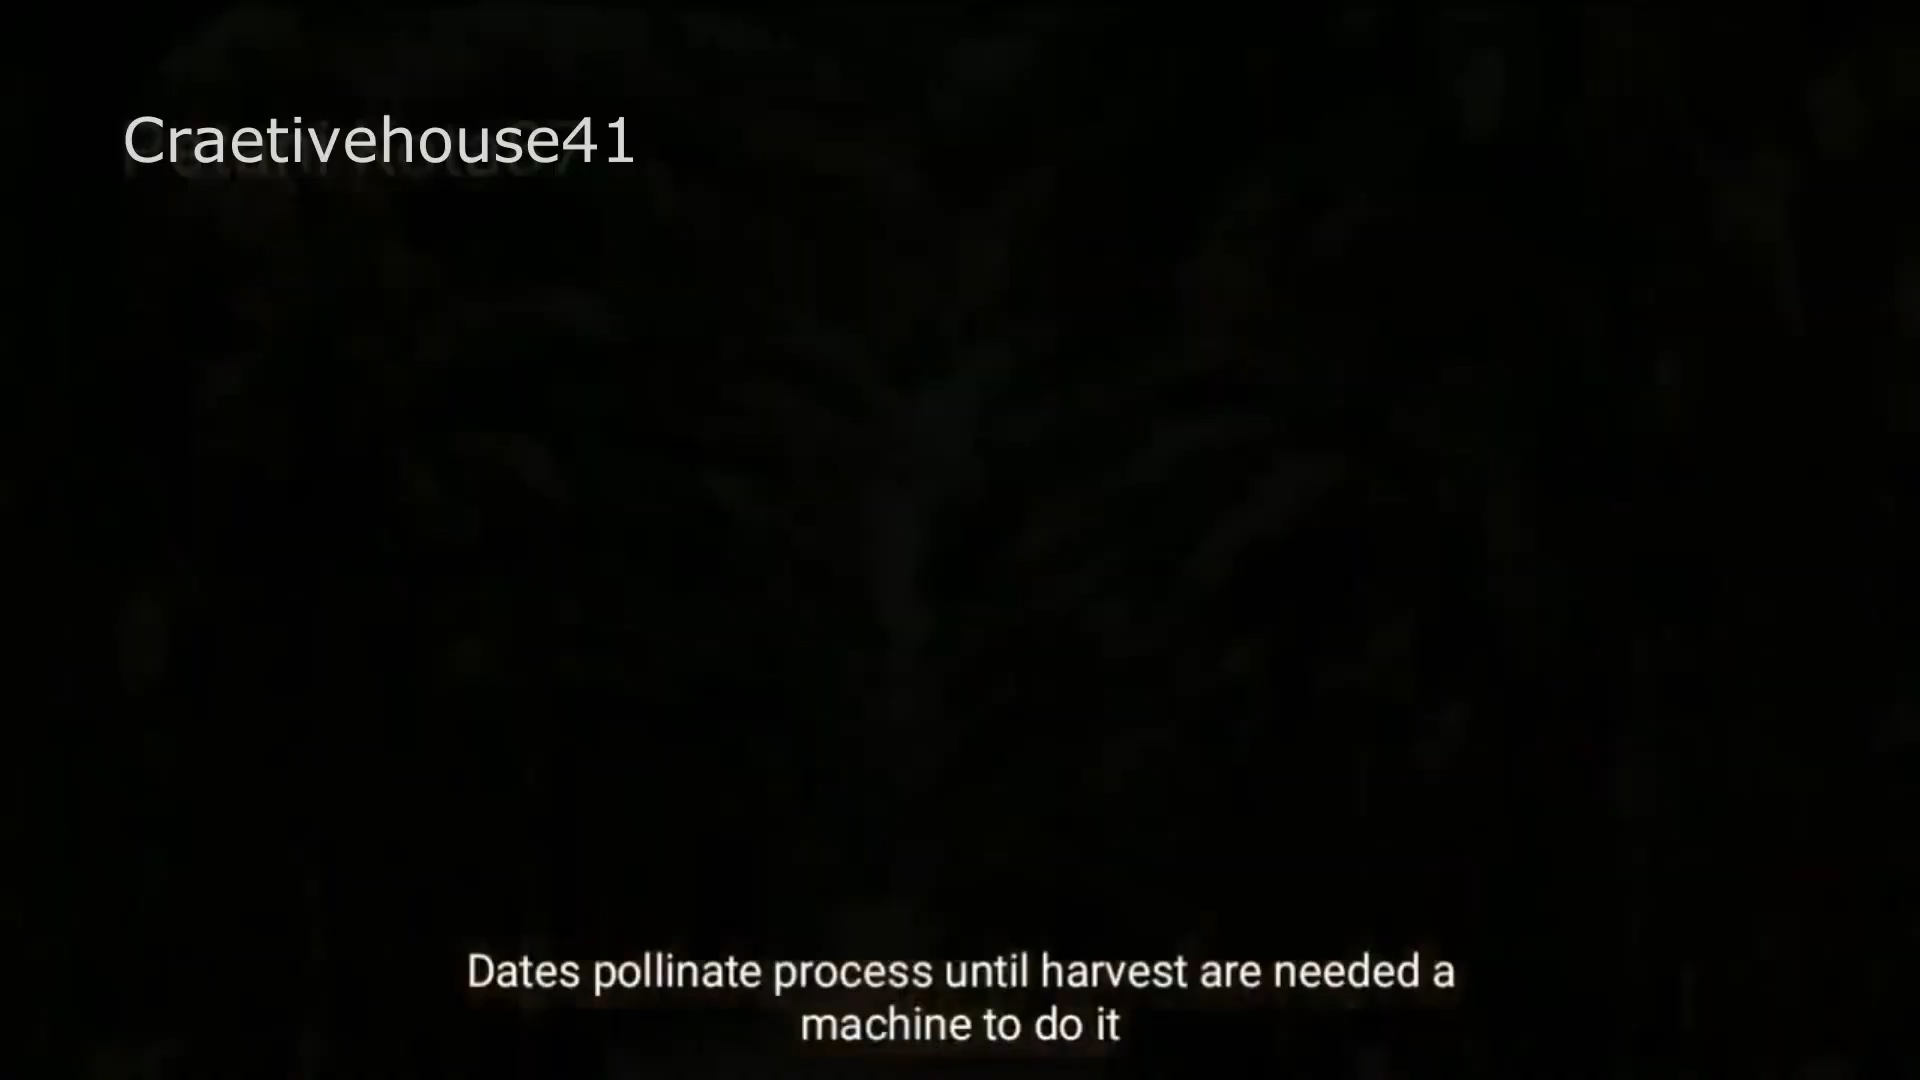 Craetivehouse41
Dates pollinate process until harvest are needed a
machine to do it